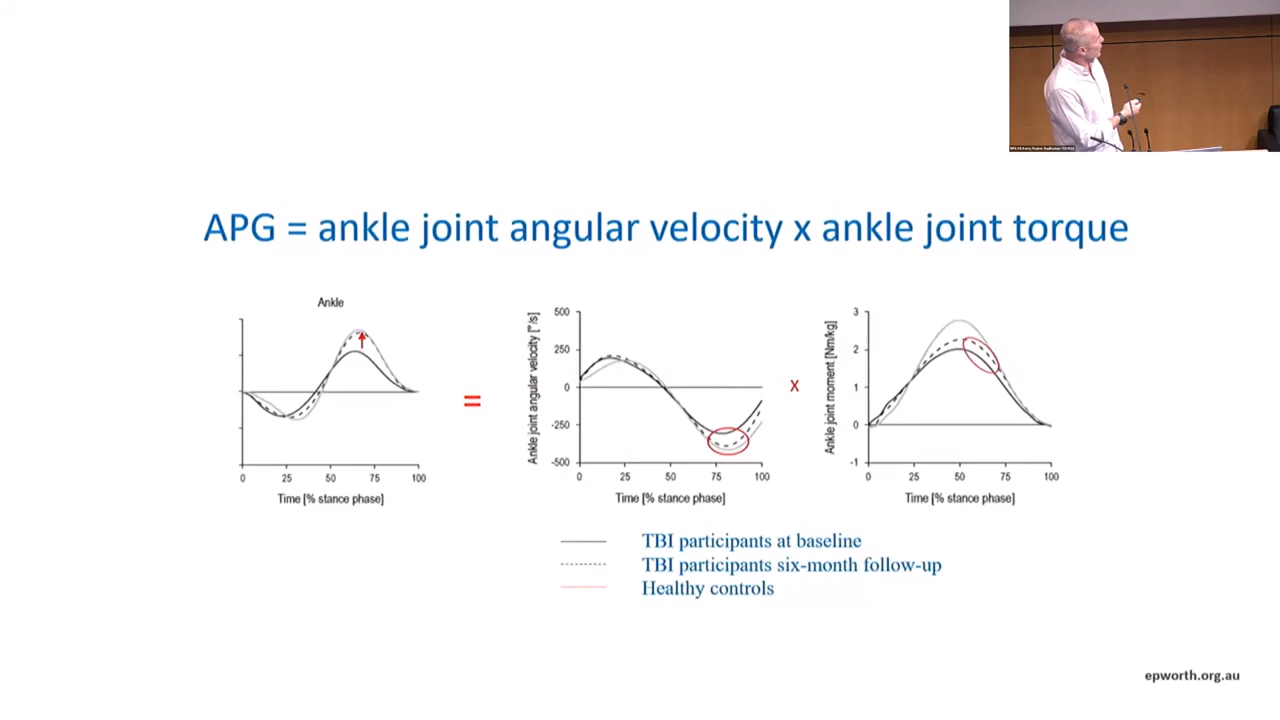 APG = ankle joint angular velocity x ankle joint torque
Ankle
0 25 50 75 100
Time [% stance phase]
=
Ankle joint angular velocity [°/s]
500
250
0
-250
-500
0 25 50 75 100
Time [% stance phase]
x
Ankle joint moment [Nm/kg]
3
2
1
0
-1
0 25 50 75 100
Time [% stance phase]
TBI participants at baseline
TBI participants six-month follow-up
Healthy controls
epworth.org.au